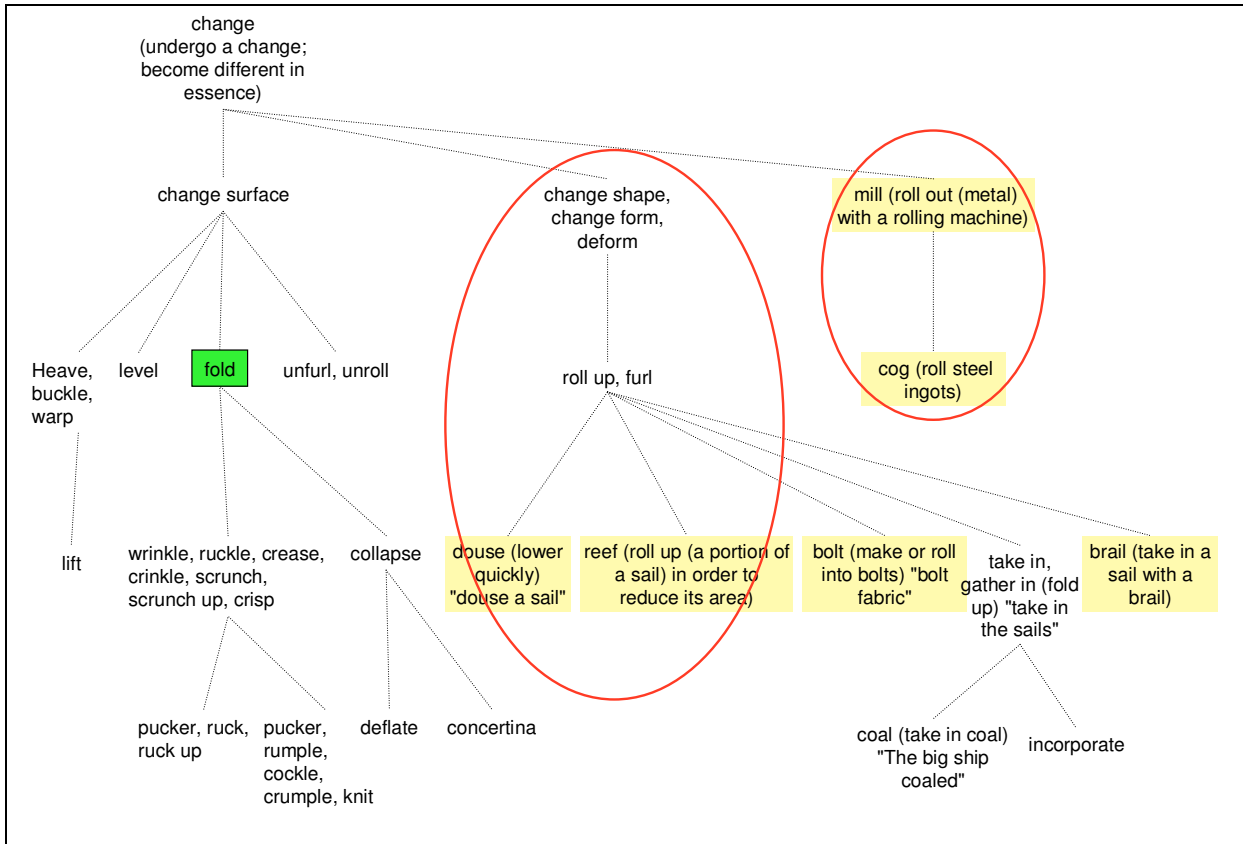 change
(undergo a change;
become different in
essence)
change surface
change shape,
change form,
deform
mill (roll out (metal)
with a rolling machine)
Heave,
buckle,
warp
level
fold
unfurl, unroll
roll up, furl
cog (roll steel
ingots)
lift
wrinkle, ruckle, crease,
crinkle, scrunch,
scrunch up, crisp
collapse
douse (lower
quickly)
"douse a sail"
reef (roll up (a portion of
a sail) in order to
reduce its area)
bolt (make or roll
into bolts) "bolt
fabric"
take in,
gather in (fold
up) "take in
the sails"
brail (take in a
sail with a
brail)
pucker, ruck,
ruck up
pucker,
rumple,
cockle,
crumple, knit
deflate
concertina
coal (take in coal)
"The big ship
coaled"
incorporate